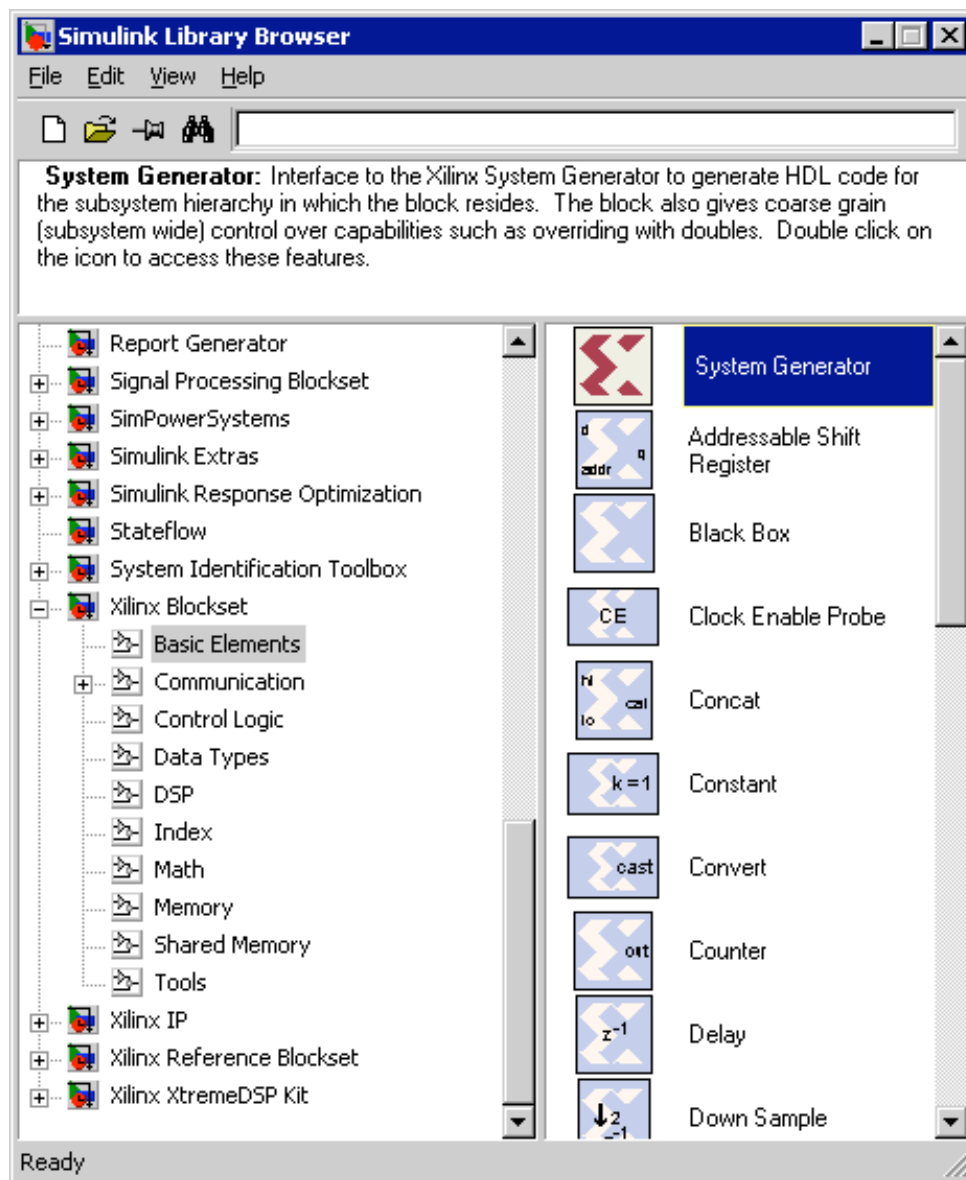 Simulink Library Browser
File Edit View Help
System Generator: Interface to the Xilinx System Generator to generate HDL code for
the subsystem hierarchy in which the block resides. The block also gives coarse grain
(subsystem wide) control over capabilities such as overriding with doubles. Double click on
the icon to access these features.
Report Generator
Signal Processing Blockset
SimPowerSystems
Simulink Extras
Simulink Response Optimization
Stateflow
System Identification Toolbox
Xilinx Blockset
Basic Elements
Communication
Control Logic
Data Types
DSP
Index
Math
Memory
Shared Memory
Tools
Xilinx IP
Xilinx Reference Blockset
Xilinx XtremeDSP Kit
System Generator
d
q
addr
Addressable Shift
Register
Black Box
CE
Clock Enable Probe
hi
lo
Concat
k = 1
Constant
cast
Convert
out
Counter
z-1
Delay
↓2
Down Sample
Ready